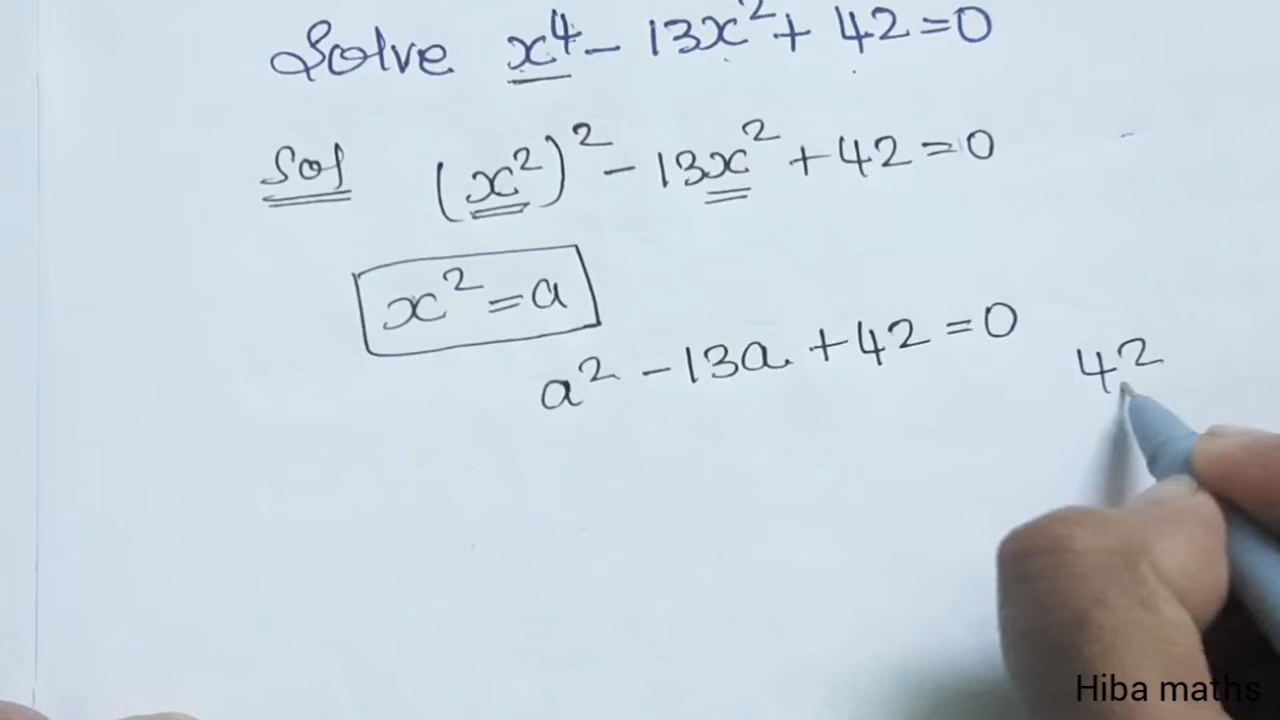 Solve x⁴ - 13x² + 42 = 0
Sol (x²)² - 13x² + 42 = 0
x² = a
a² - 13a + 42 = 0
42
Hiba maths